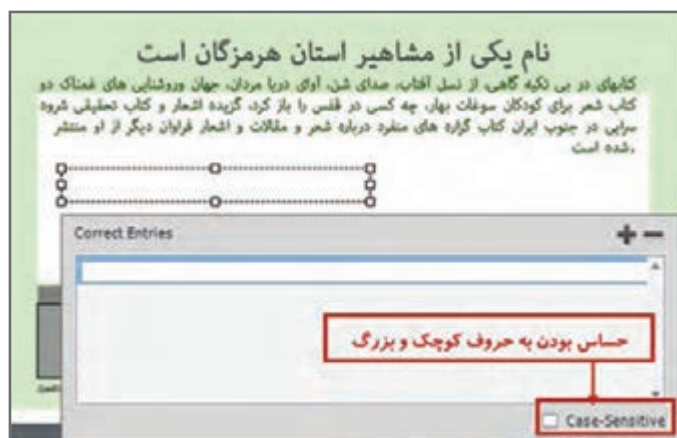 نام یکی از مشاهیر استان هرمزگان است
کتابهای در بی تکیه گاهی، از نسل آفتاب، صدای شن، آوای دریا مردان، جهان وروشنایی های غمناک دو
کتاب شعر برای کودکان سوغات بهار، چه کسی در قفس را باز کرد، گزیده اشعار و کتاب تحقیقی شروه
سرایی در جنوب ایران کتاب گزاره های منفرد درباره شعر و مقالات و اشعار فراوان دیگر از او منتشر
شده است.
Correct Entries
حساس بودن به حروف کوچک و بزرگ
Case-Sensitive